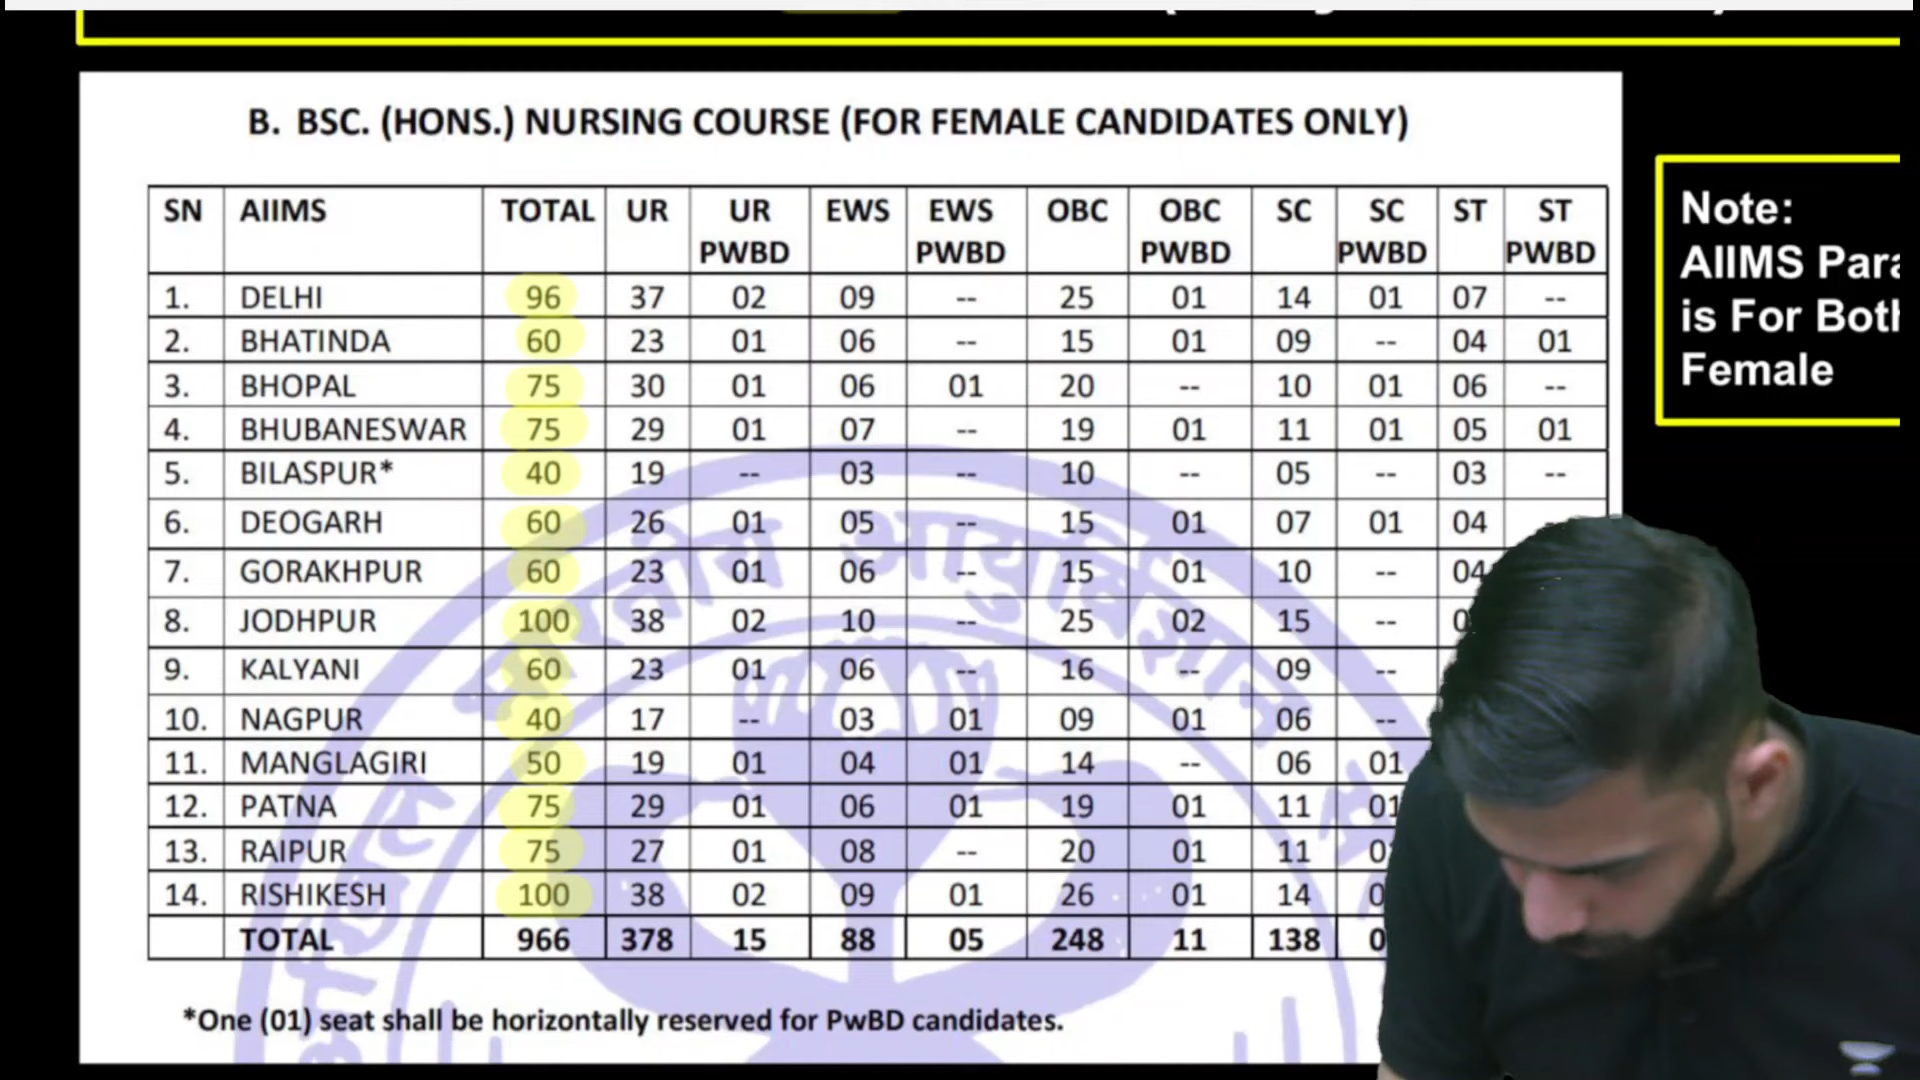 B. BSC. (HONS.) NURSING COURSE (FOR FEMALE CANDIDATES ONLY)
SN AIIMS TOTAL UR UR PWBD EWS EWS PWBD OBC OBC PWBD SC SC PWBD ST ST PWBD
1. DELHI 96 37 02 09 -- 25 01 14 01 07 --
2. BHATINDA 60 23 01 06 -- 15 01 09 -- 04 01
3. BHOPAL 75 30 01 06 01 20 -- 10 01 06 --
4. BHUBANESWAR 75 29 01 07 -- 19 01 11 01 05 01
5. BILASPUR* 40 19 -- 03 -- 10 -- 05 -- 03 --
6. DEOGARH 60 26 01 05 -- 15 01 07 01 04
7. GORAKHPUR 60 23 01 06 -- 15 01 10 -- 04
8. JODHPUR 100 38 02 10 -- 25 02 15 --
9. KALYANI 60 23 01 06 -- 16 -- 09 --
10. NAGPUR 40 17 -- 03 01 09 01 06 --
11. MANGLAGIRI 50 19 01 04 01 14 -- 06 01
12. PATNA 75 29 01 06 01 19 01 11 01
13. RAIPUR 75 27 01 08 -- 20 01 11
14. RISHIKESH 100 38 02 09 01 26 01 14
TOTAL 966 378 15 88 05 248 11 138
*One (01) seat shall be horizontally reserved for PwBD candidates.
Note:
AIIMS
is For
Female